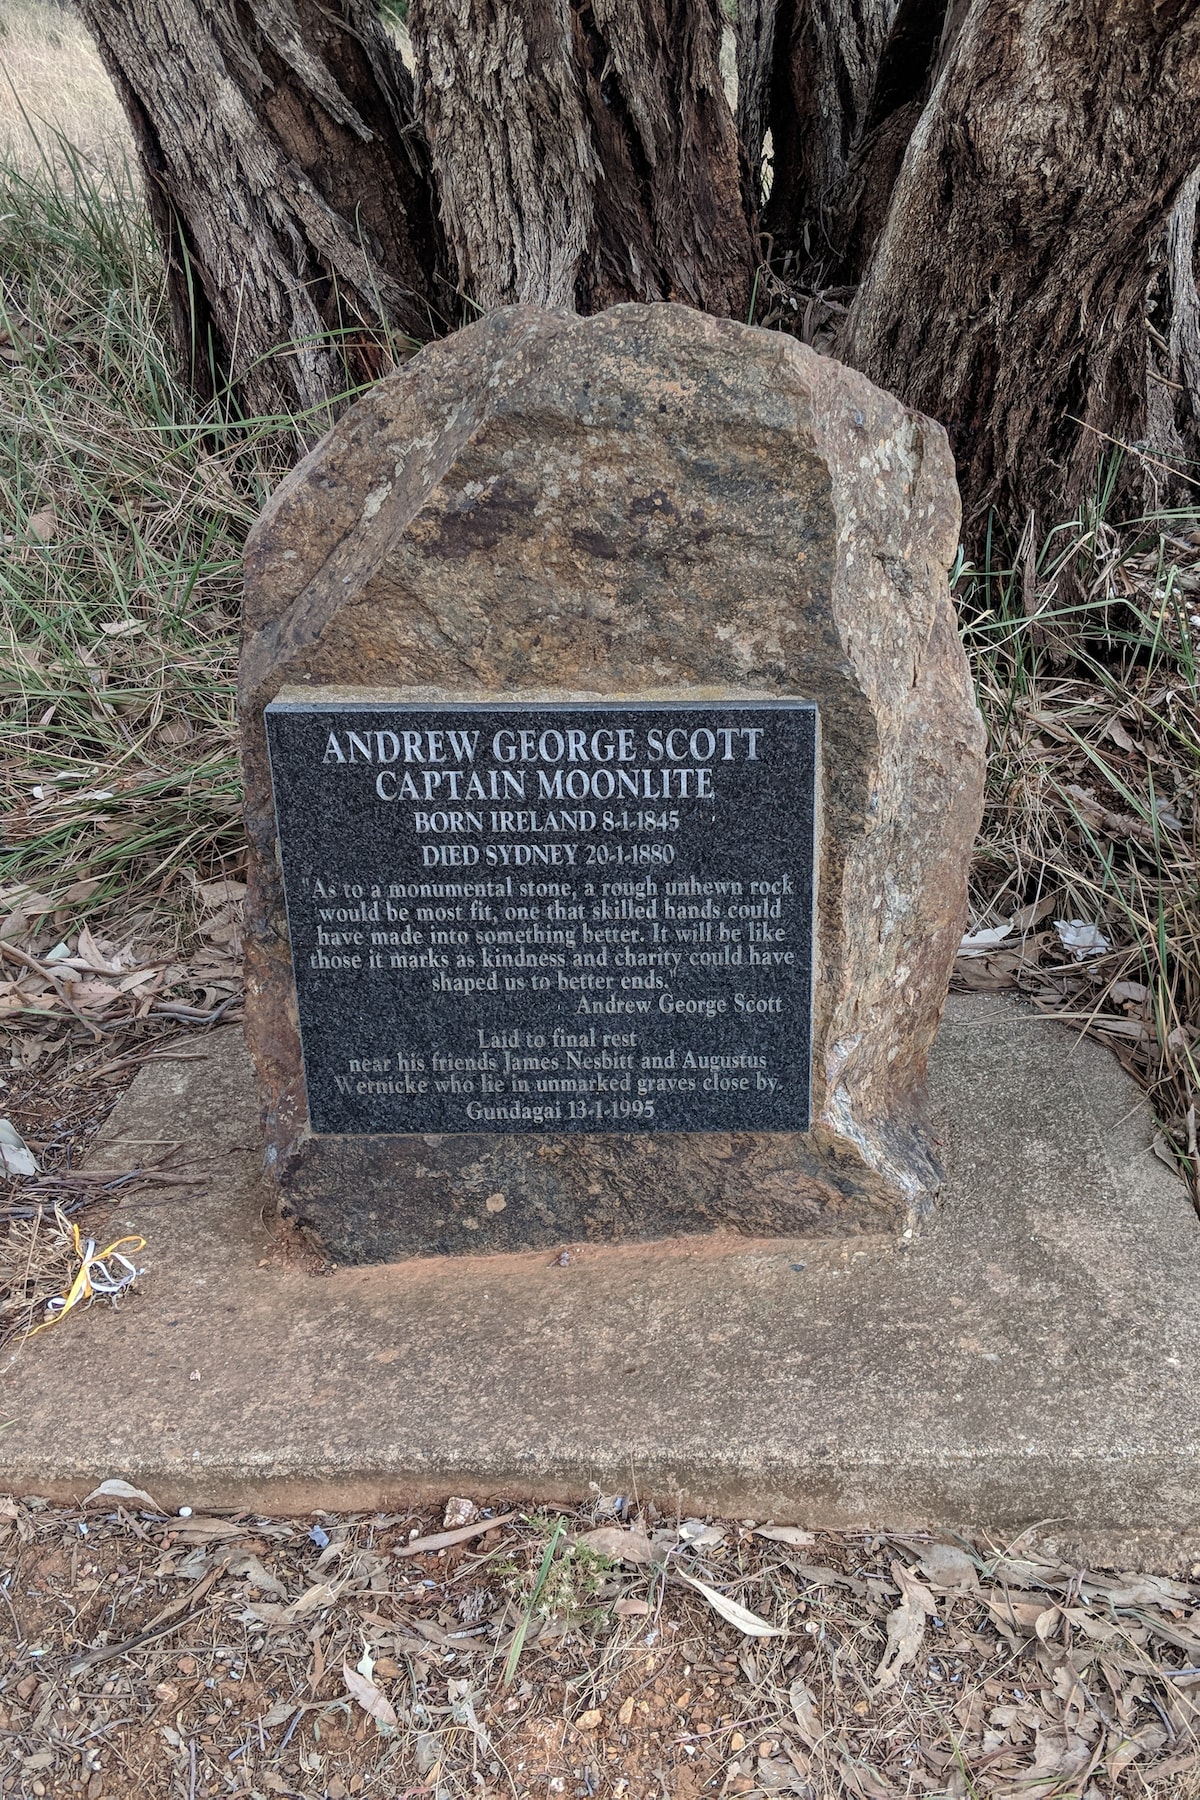 ANDREW GEORGE SCOTT
CAPTAIN MOONLITE
BORN IRELAND 8-1-1845
DIED SYDNEY 20-1-1880
"As to a monumental stone, a rough unhewn rock
would be most fit, one that skilled hands could
have made into something better. It will be like
those it marks as kindness and charity could have
shaped us to better ends."
Andrew George Scott
Laid to final rest
near his friends James Nesbitt and Augustus
Wernicke who lie in unmarked graves close by.
Gundagai 13-1-1995